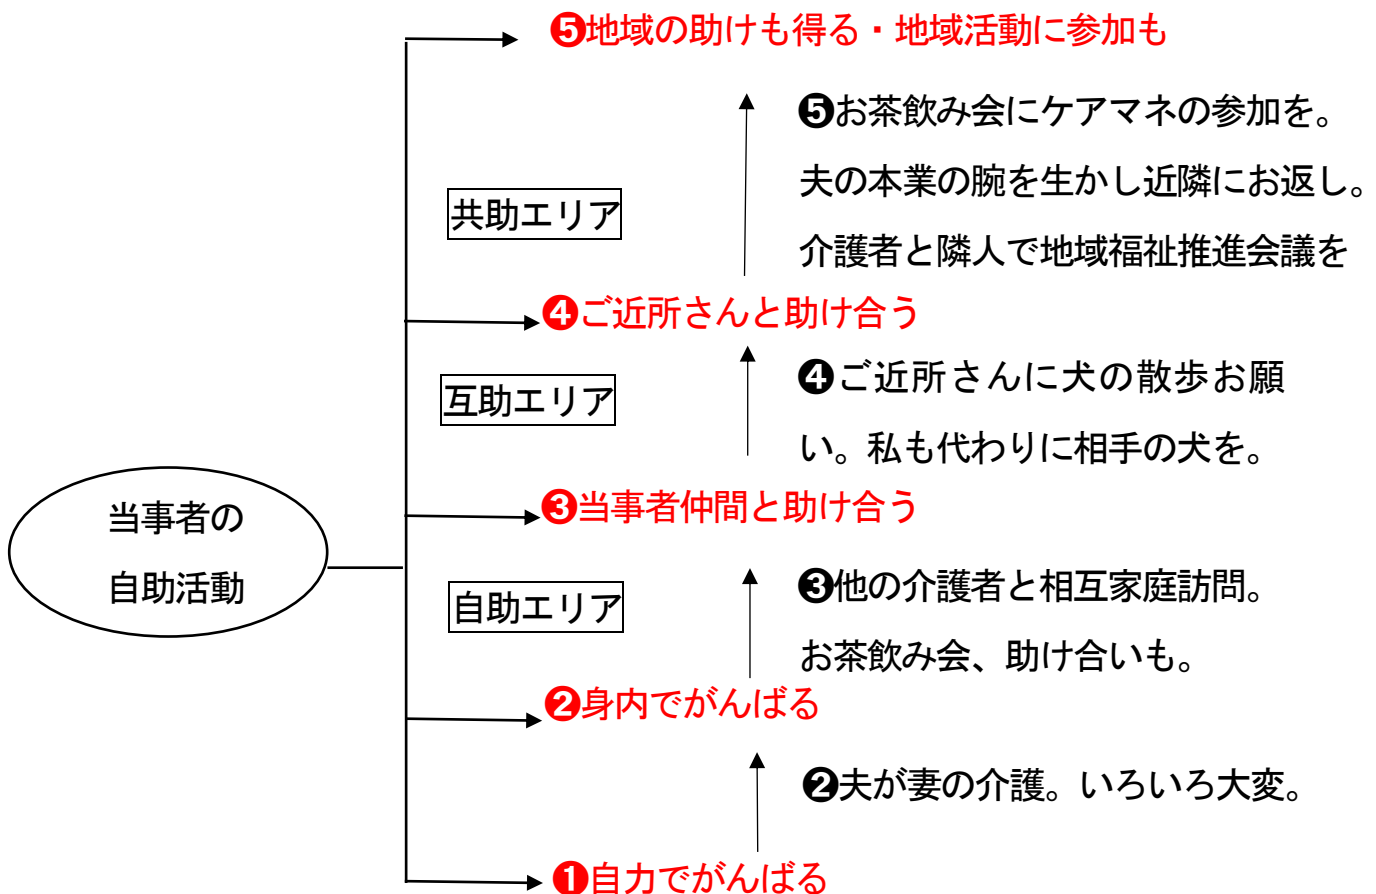 ❺地域の助けも得る・地域活動に参加も
❺お茶飲み会にケアマネの参加を。
夫の本業の腕を生かし近隣にお返し。
介護者と隣人で地域福祉推進会議を
共助エリア
❹ご近所さんと助け合う
❹ご近所さんに犬の散歩お願
い。私も代わりに相手の犬を。
互助エリア
❸当事者仲間と助け合う
当事者の
自助活動
❸他の介護者と相互家庭訪問。
お茶飲み会、助け合いも。
自助エリア
❷身内でがんばる
❷夫が妻の介護。いろいろ大変。
❶自力でがんばる